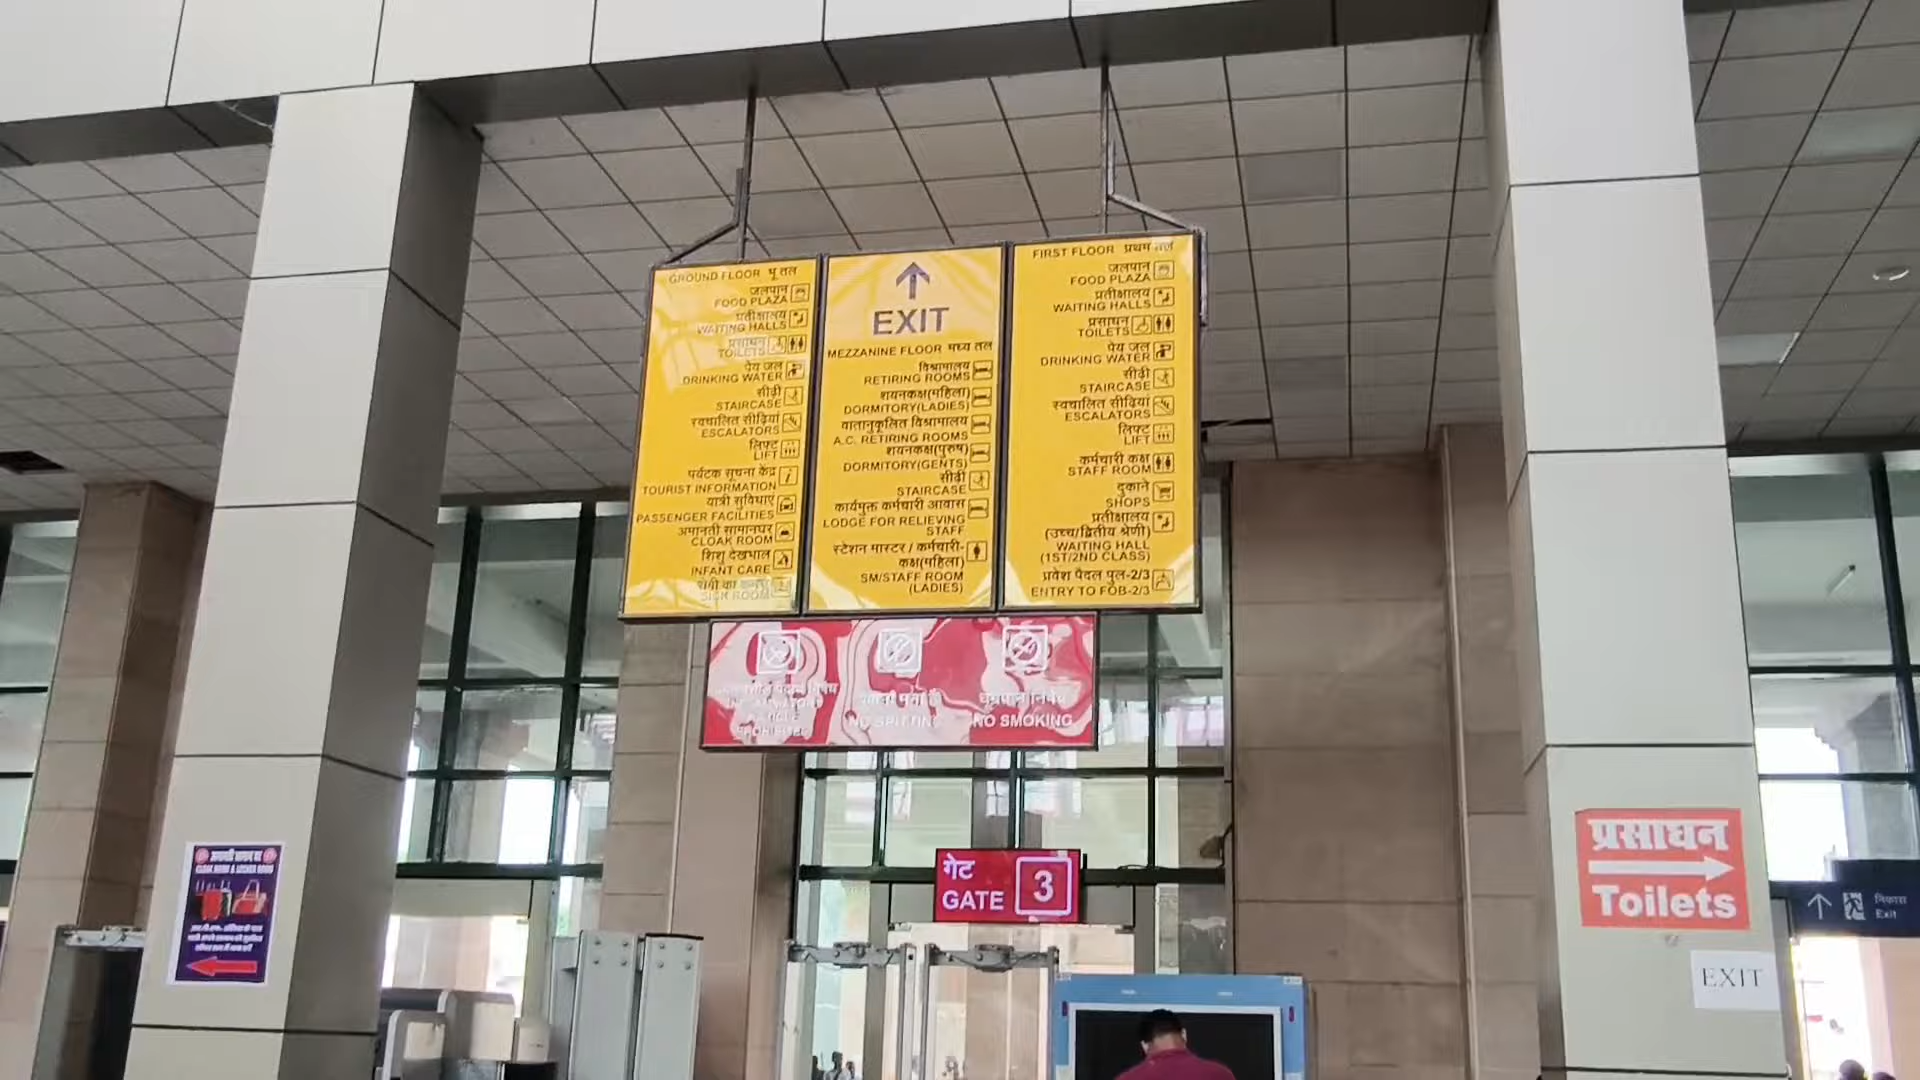 GROUND FLOOR भू तल
जलपान
FOOD PLAZA
प्रतीक्षालय
WAITING HALLS
प्रसाधन
TOILETS
पेय जल
DRINKING WATER
सीढ़ी
STAIRCASE
स्वचालित सीढ़ियां
ESCALATORS
लिफ्ट
LIFT
पर्यटक सूचना केंद्र
TOURIST INFORMATION
यात्री सुविधाएं
PASSENGER FACILITIES
अमानती सामानघर
CLOAK ROOM
शिशु देखभाल
INFANT CARE
SICK ROOM
EXIT
MEZZANINE FLOOR मध्य तल
विश्रामालय
RETIRING ROOMS
शयनकक्ष(महिला)
DORMITORY(LADIES)
वातानुकूलित विश्रामालय
A.C. RETIRING ROOMS
शयनकक्ष(पुरुष)
DORMITORY(GENTS)
सीढ़ी
STAIRCASE
कार्यमुक्त कर्मचारी आवास
LODGE FOR RELIEVING
STAFF
स्टेशन मास्टर / कर्मचारी-
कक्ष(महिला)
SM/STAFF ROOM
(LADIES)
FIRST FLOOR प्रथम तल
जलपान
FOOD PLAZA
प्रतीक्षालय
WAITING HALLS
प्रसाधन
TOILETS
पेय जल
DRINKING WATER
सीढ़ी
STAIRCASE
स्वचालित सीढ़ियां
ESCALATORS
लिफ्ट
LIFT
कर्मचारी कक्ष
STAFF ROOM
दुकाने
SHOPS
प्रतीक्षालय
(उच्च/द्वितीय श्रेणी)
WAITING HALL
(1ST/2ND CLASS)
प्रवेश पैदल पुल-2/3
ENTRY TO FOB-2/3
NO SPITTING
धूम्रपान निषेध
NO SMOKING
गेट
GATE 3
प्रसाधन
Toilets
EXIT
निकास
Exit